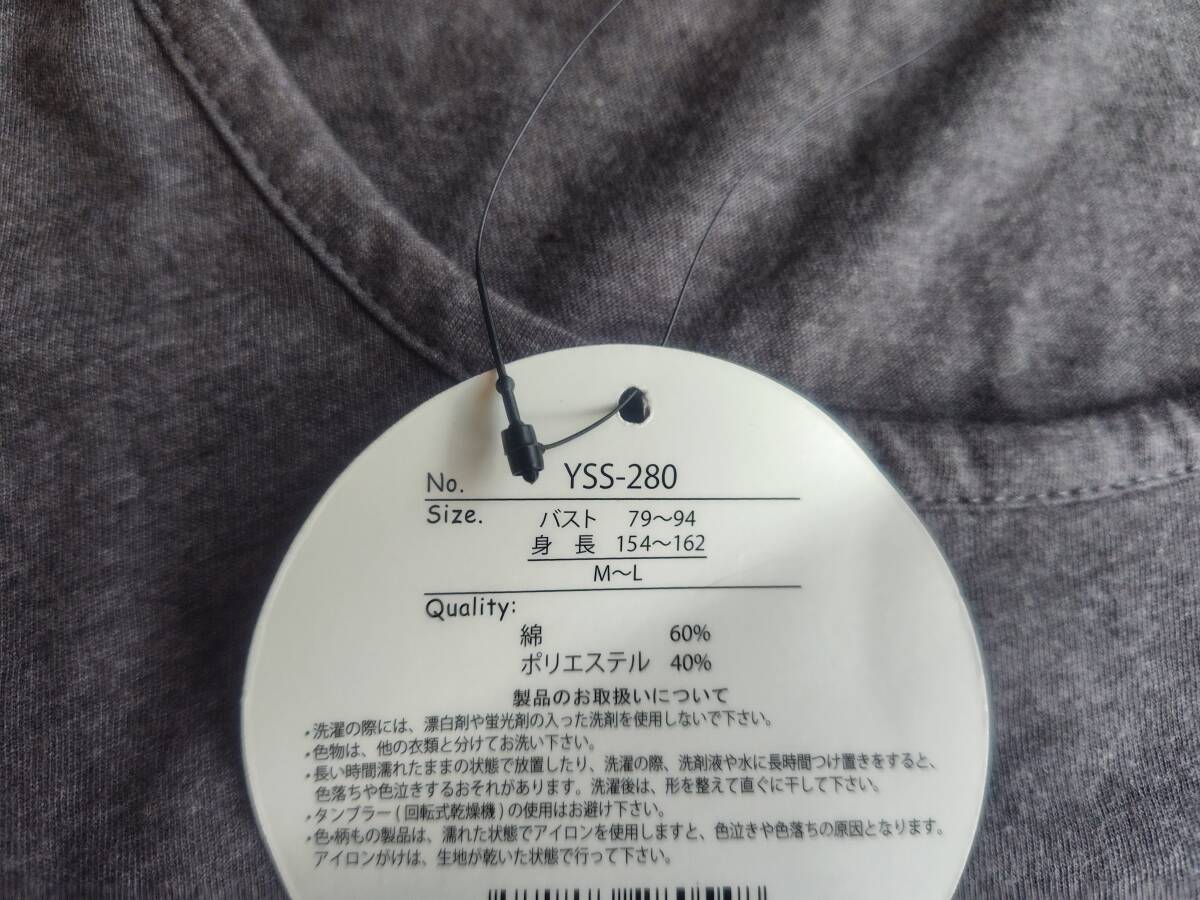 No. YSS-280
Size. バスト 79～94
身 長 154～162
M～L
Quality:
綿 60%
ポリエステル 40%
製品のお取扱いについて
・洗濯の際には、漂白剤や蛍光剤の入った洗剤を使用しないで下さい。
・色物は、他の衣類と分けてお洗い下さい。
・長い時間濡れたままの状態で放置したり、洗濯の際、洗剤液や水に長時間つけ置きをすると、
色落ちや色泣きするおそれがあります。洗濯後は、形を整えて直ぐに干して下さい。
・タンブラー(回転式乾燥機)の使用はお避け下さい。
・色・柄もの製品は、濡れた状態でアイロンを使用しますと、色泣きや色落ちの原因となります。
アイロンがけは、生地が乾いた状態で行って下さい。